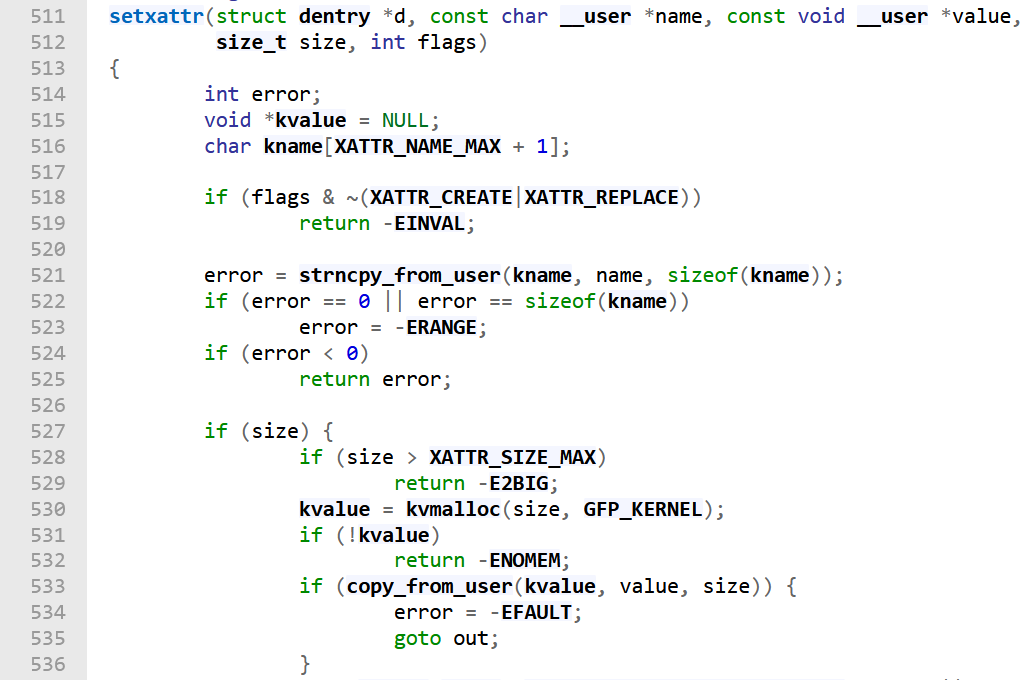 511 setxattr(struct dentry *d, const char __user *name, const void __user *value,
512          size_t size, int flags)
513 {
514         int error;
515         void *kvalue = NULL;
516         char kname[XATTR_NAME_MAX + 1];
517
518         if (flags & ~(XATTR_CREATE|XATTR_REPLACE))
519                 return -EINVAL;
520
521         error = strncpy_from_user(kname, name, sizeof(kname));
522         if (error == 0 || error == sizeof(kname))
523                 error = -ERANGE;
524         if (error < 0)
525                 return error;
526
527         if (size) {
528                 if (size > XATTR_SIZE_MAX)
529                         return -E2BIG;
530                 kvalue = kvmalloc(size, GFP_KERNEL);
531                 if (!kvalue)
532                         return -ENOMEM;
533                 if (copy_from_user(kvalue, value, size)) {
534                         error = -EFAULT;
535                         goto out;
536                 }